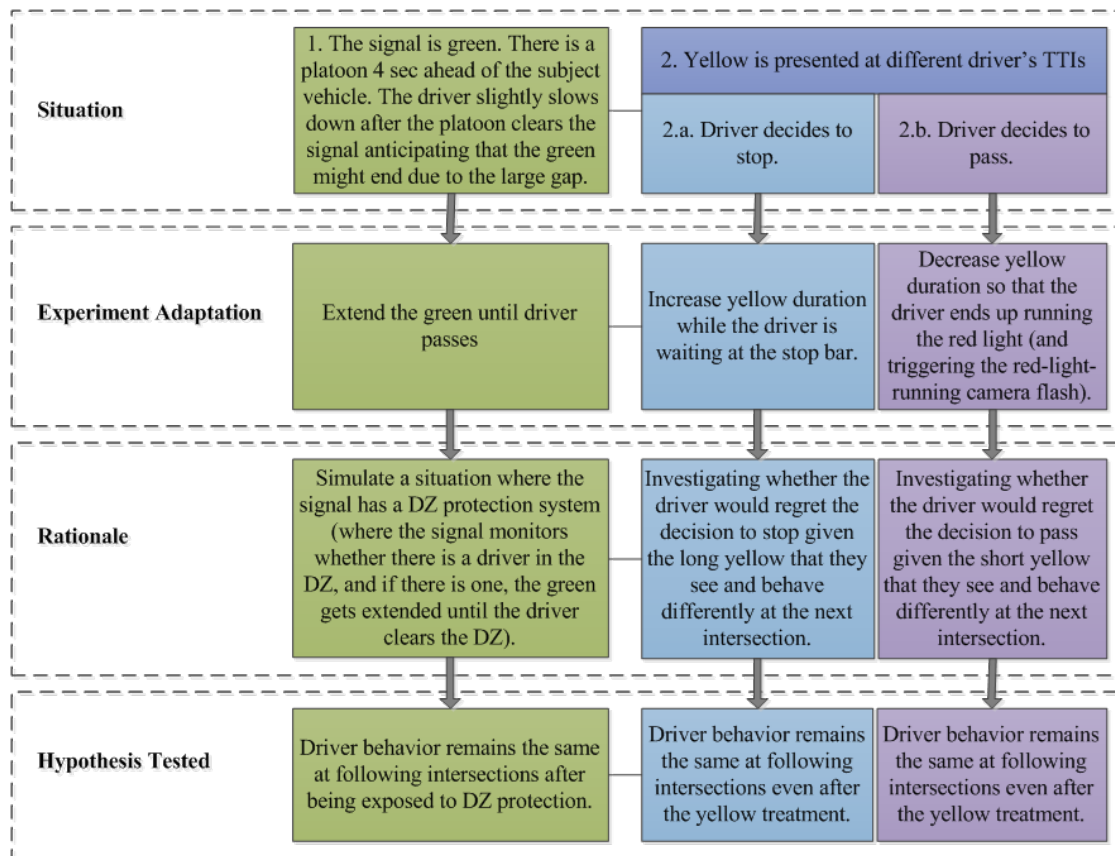 Situation
1. The signal is green. There is a
platoon 4 sec ahead of the subject
vehicle. The driver slightly slows
down after the platoon clears the
signal anticipating that the green
might end due to the large gap.
2. Yellow is presented at different driver’s TTIs
2.a. Driver decides to
stop.
2.b. Driver decides to
pass.
Experiment Adaptation
Extend the green until driver
passes
Increase yellow duration
while the driver is
waiting at the stop bar.
Decrease yellow
duration so that the
driver ends up running
the red light (and
triggering the red-light-
running camera flash).
Rationale
Simulate a situation where the
signal has a DZ protection system
(where the signal monitors
whether there is a driver in the
DZ, and if there is one, the green
gets extended until the driver
clears the DZ).
Investigating whether the
driver would regret the
decision to stop given
the long yellow that they
see and behave
differently at the next
intersection.
Investigating whether
the driver would regret
the decision to pass
given the short yellow
that they see and behave
differently at the next
intersection.
Hypothesis Tested
Driver behavior remains the same
at following intersections after
being exposed to DZ protection.
Driver behavior remains
the same at following
intersections even after
the yellow treatment.
Driver behavior remains
the same at following
intersections even after
the yellow treatment.